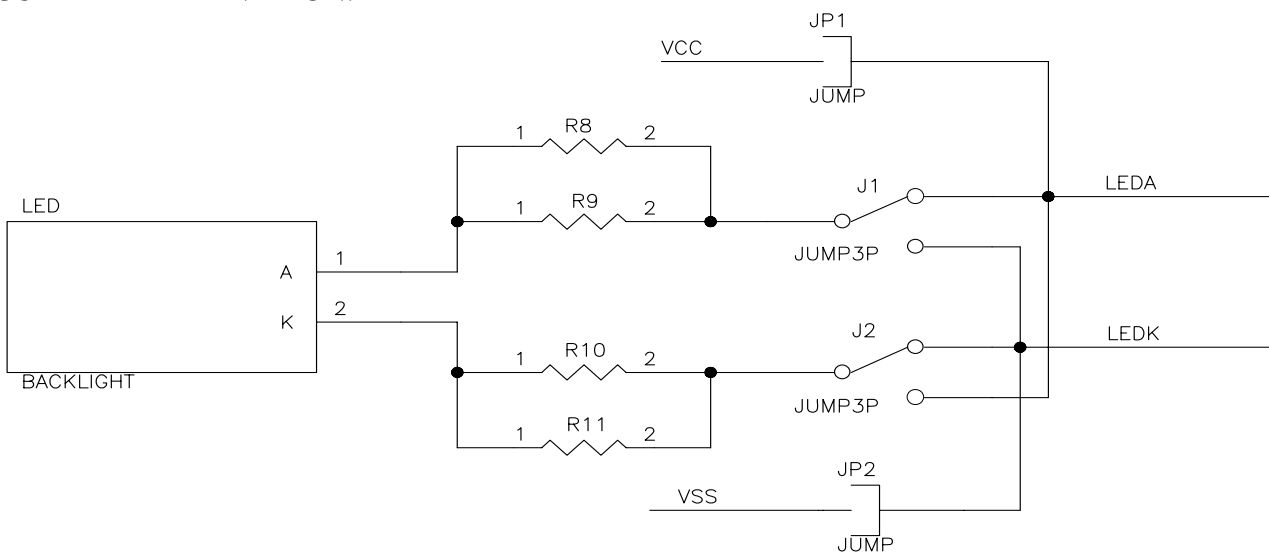 JP1
VCC
JUMP
1 R8 2
J1
LEDA
LED
1 R9 2
JUMP3P
A 1
K 2
J2
LEDK
1 R10 2
BACKLIGHT
JUMP3P
1 R11 2
JP2
VSS
JUMP